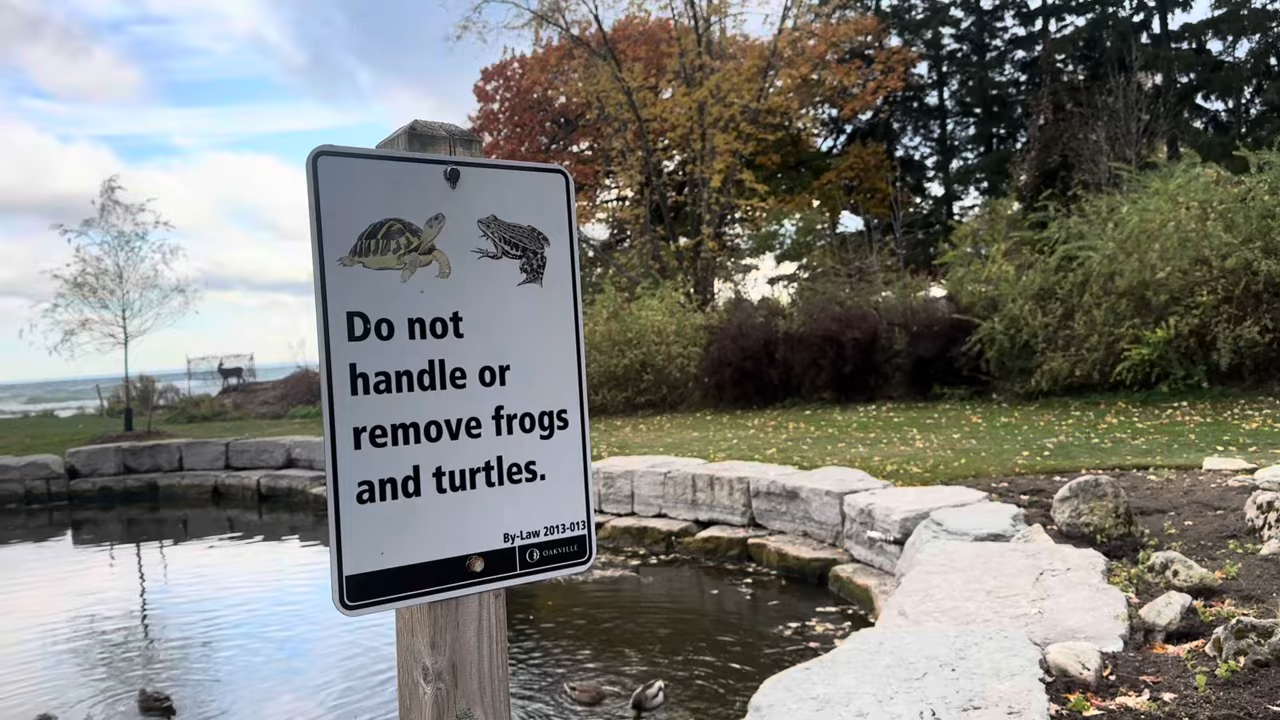 Do not
handle or
remove frogs
and turtles.
By-Law 2013-013
OAKVILLE